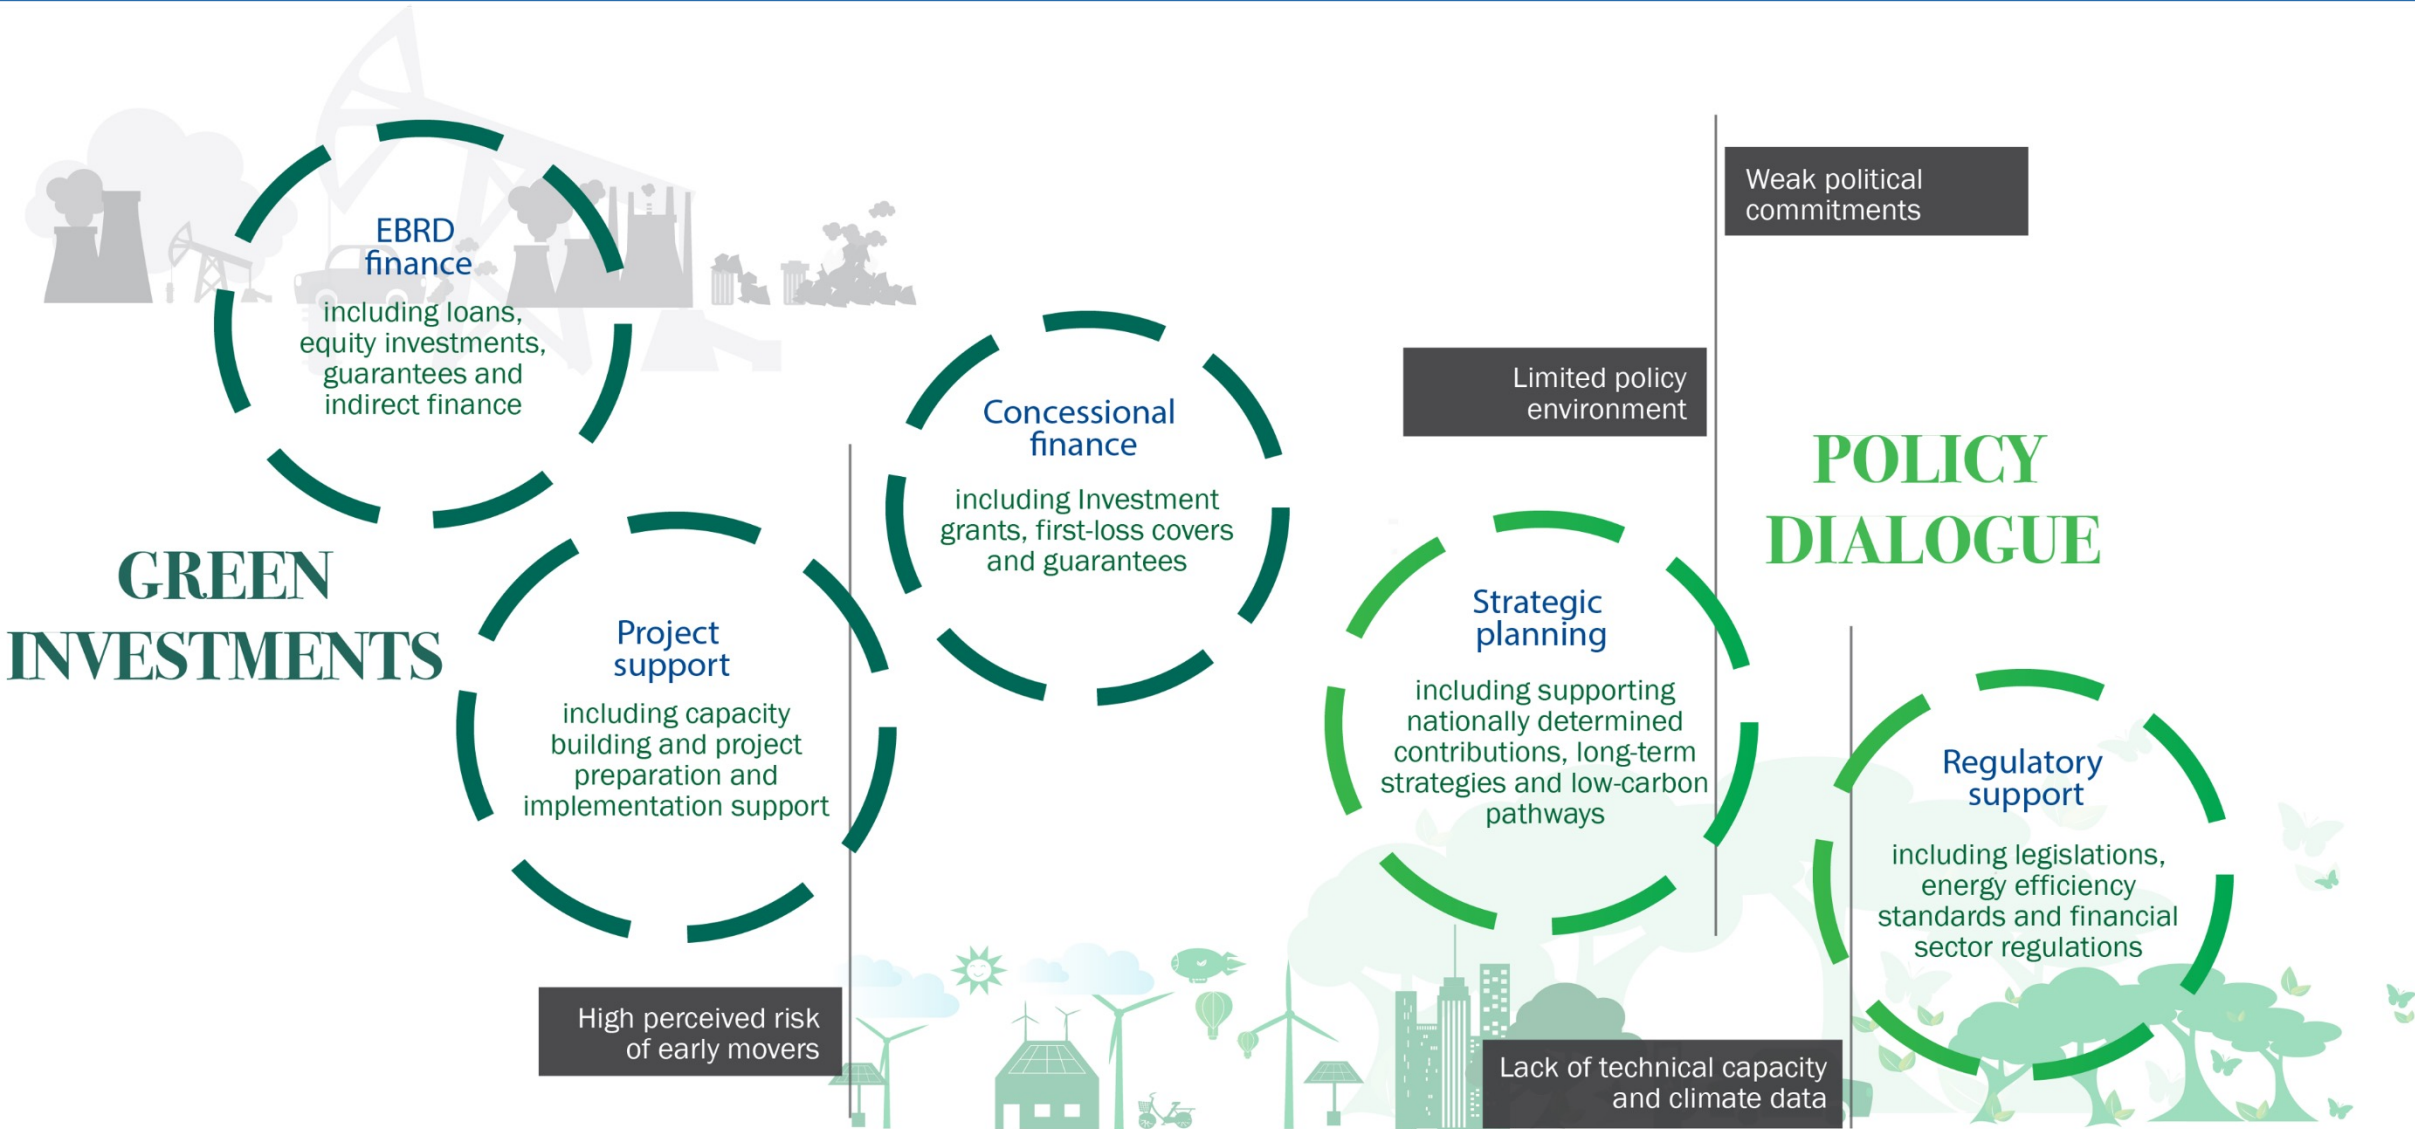 EBRD
finance
including loans,
equity investments,
guarantees and
indirect finance
GREEN
INVESTMENTS
Project
support
including capacity
building and project
preparation and
implementation support
High perceived risk
of early movers
Concessional
finance
including Investment
grants, first-loss covers
and guarantees
Weak political
commitments
Limited policy
environment
POLICY
DIALOGUE
Strategic
planning
including supporting
nationally determined
contributions, long-term
strategies and low-carbon
pathways
Regulatory
support
including legislations,
energy efficiency
standards and financial
sector regulations
Lack of technical capacity
and climate data